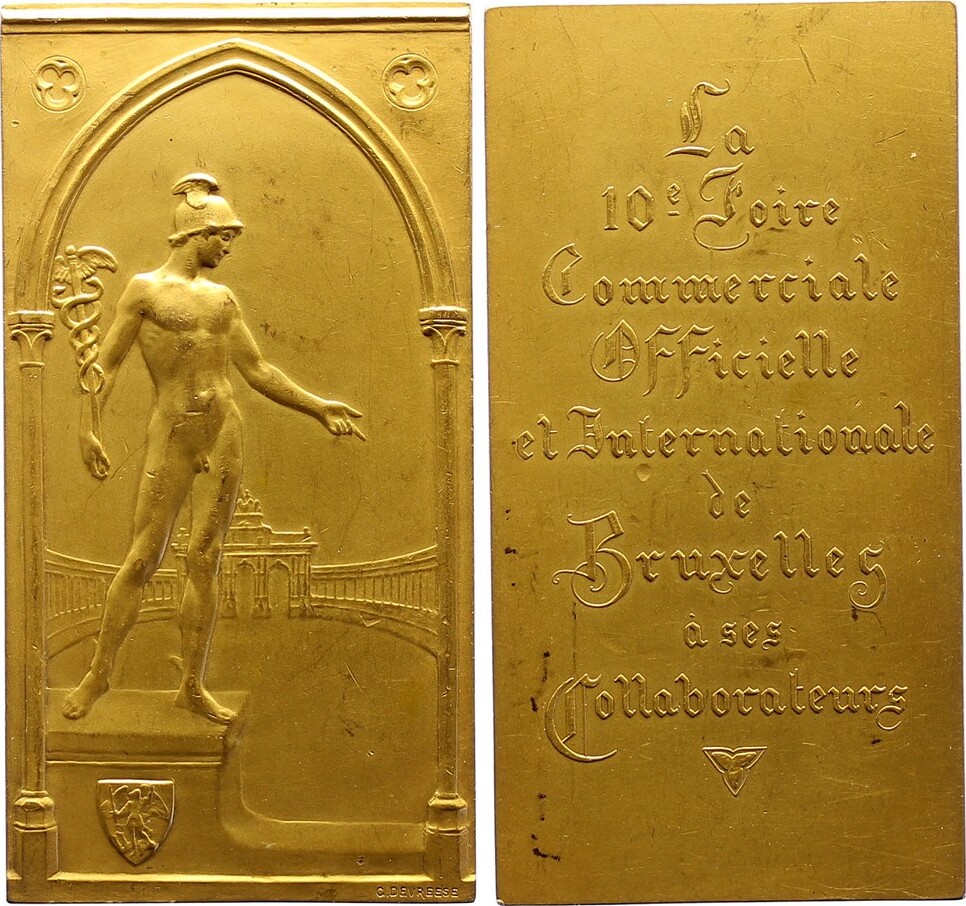 C. DEVREESE
La
10e Foire
Commerciale
Officielle
et Internationale
de
Bruxelles
à ses
Collaborateurs